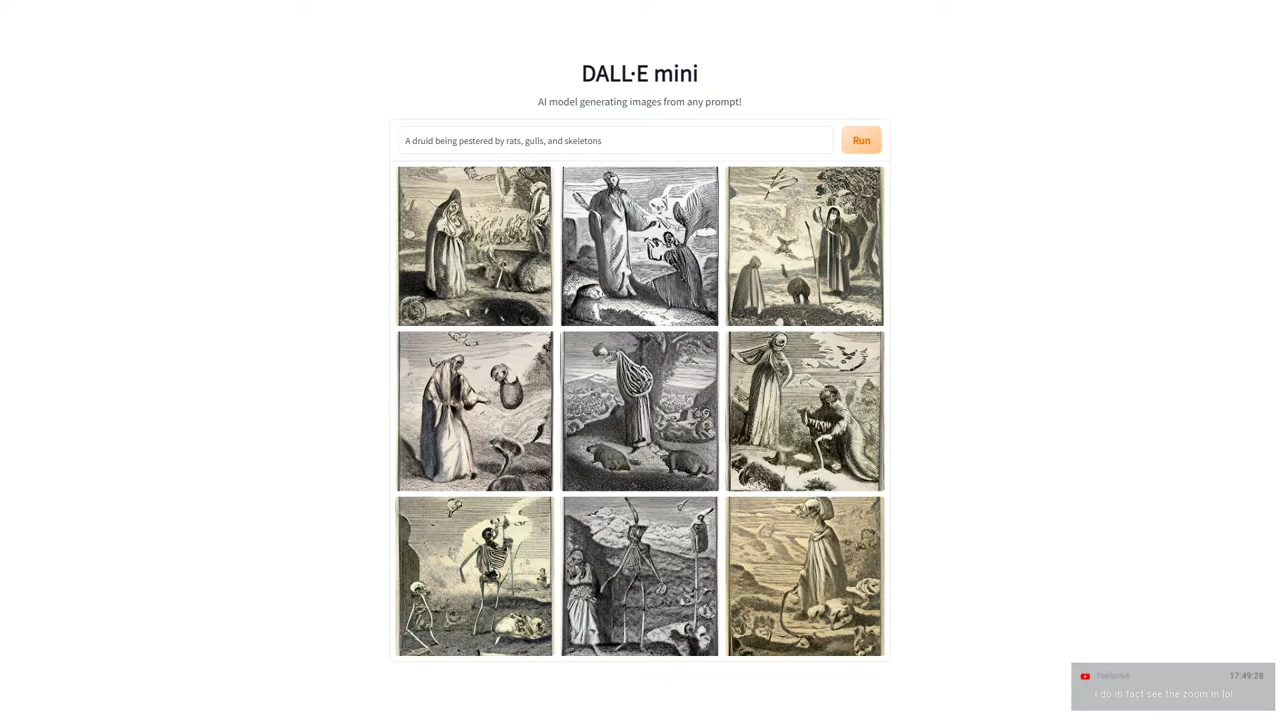 DALL·E mini
AI model generating images from any prompt!
A druid being pestered by rats, gulls, and skeletons
Run
17:49:28
I do in fact see the zoom in lol